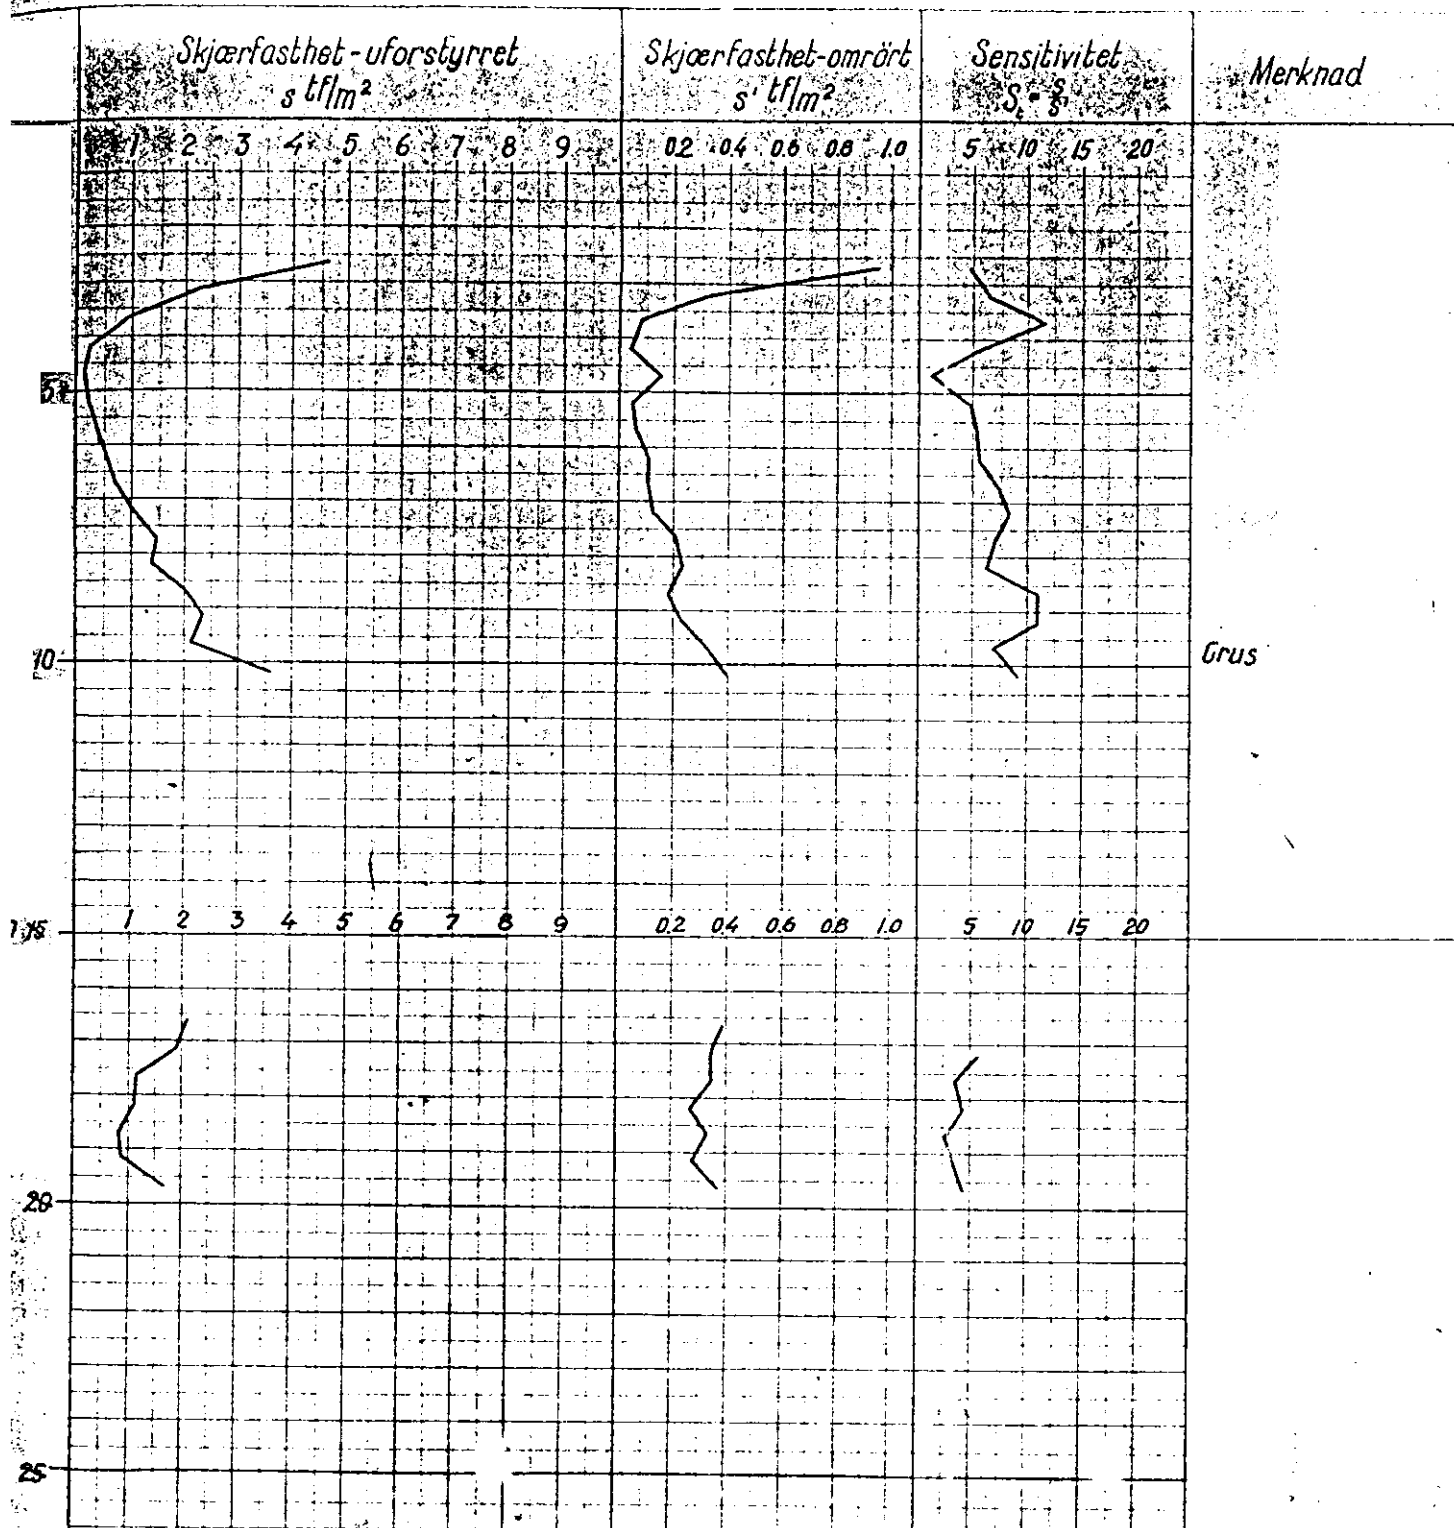 Skjærfasthet - uforstyrret
s tf/m²
Skjærfasthet-omrört
s' tf/m²
Sensitivitet
Sₜ = s/s'
Merknad
0 1 2 3 4 5 6 7 8 9
0.2 0.4 0.6 0.8 1.0
5 10 15 20
5
10
Grus
15
1 2 3 4 5 6 7 8 9
0.2 0.4 0.6 0.8 1.0
5 10 15 20
20
25